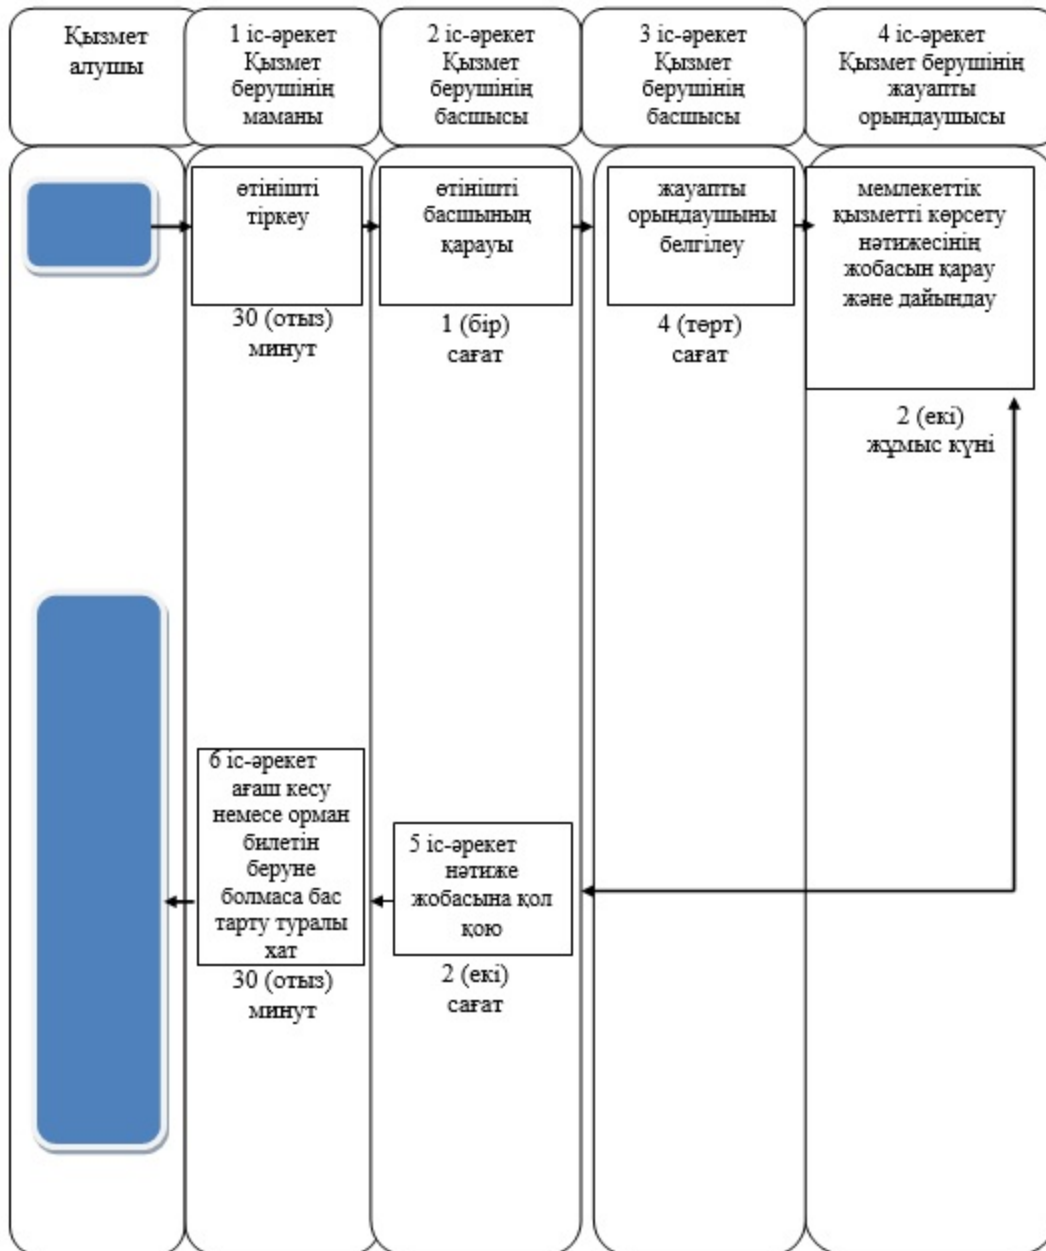 Қызмет
алушы
1 іс-әрекет
Қызмет
берушінің
маманы
2 іс-әрекет
Қызмет
берушінің
басшысы
3 іс-әрекет
Қызмет
берушінің
басшысы
4 іс-әрекет
Қызмет берушінің
жауапты
орындаушысы
өтінішті
тіркеу
30 (отыз)
минут
өтінішті
басшының
қарауы
1 (бір)
сағат
жауапты
орындаушыны
белгілеу
4 (төрт)
сағат
мемлекеттік
қызметті көрсету
нәтижесінің
жобасын қарау
және дайындау
2 (екі)
жұмыс күні
6 іс-әрекет
ағаш кесу
немесе орман
билетін
беруне
болмаса бас
тарту туралы
хат
30 (отыз)
минут
5 іс-әрекет
нәтиже
жобасына қол
қою
2 (екі)
сағат